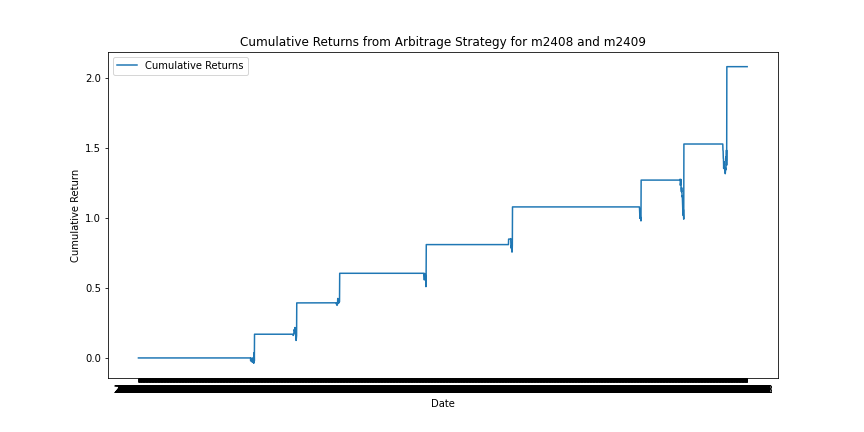 Cumulative Returns from Arbitrage Strategy for m2408 and m2409
Cumulative Returns
2.0
1.5
1.0
0.5
0.0
Cumulative Return
Date